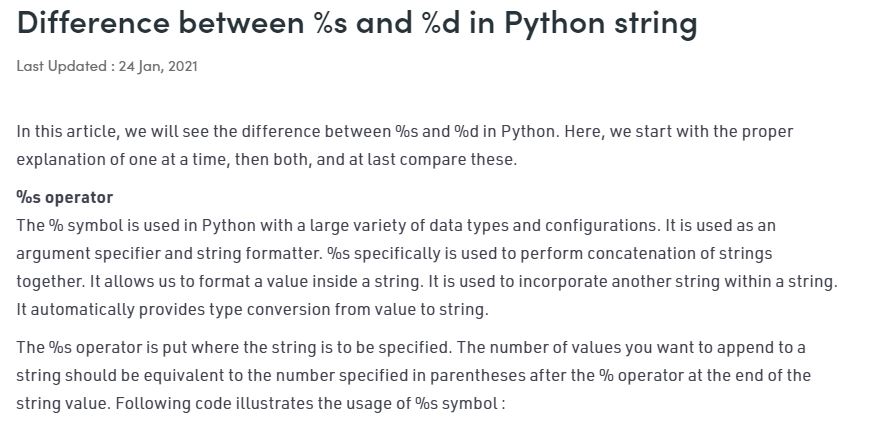 Difference between %s and %d in Python string
Last Updated : 24 Jan, 2021
In this article, we will see the difference between %s and %d in Python. Here, we start with the proper
explanation of one at a time, then both, and at last compare these.
%s operator
The % symbol is used in Python with a large variety of data types and configurations. It is used as an
argument specifier and string formatter. %s specifically is used to perform concatenation of strings
together. It allows us to format a value inside a string. It is used to incorporate another string within a string.
It automatically provides type conversion from value to string.
The %s operator is put where the string is to be specified. The number of values you want to append to a
string should be equivalent to the number specified in parentheses after the % operator at the end of the
string value. Following code illustrates the usage of %s symbol :